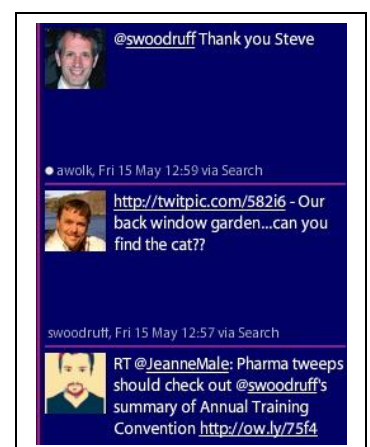 @swoodruff Thank you Steve
awolk, Fri 15 May 12:59 via Search
http://twitpic.com/582i6 - Our
back window garden...can you
find the cat??
swoodruff, Fri 15 May 12:57 via Search
RT @JeanneMale: Pharma tweeps
should check out @swoodruff's
summary of Annual Training
Convention http://ow.ly/75f4